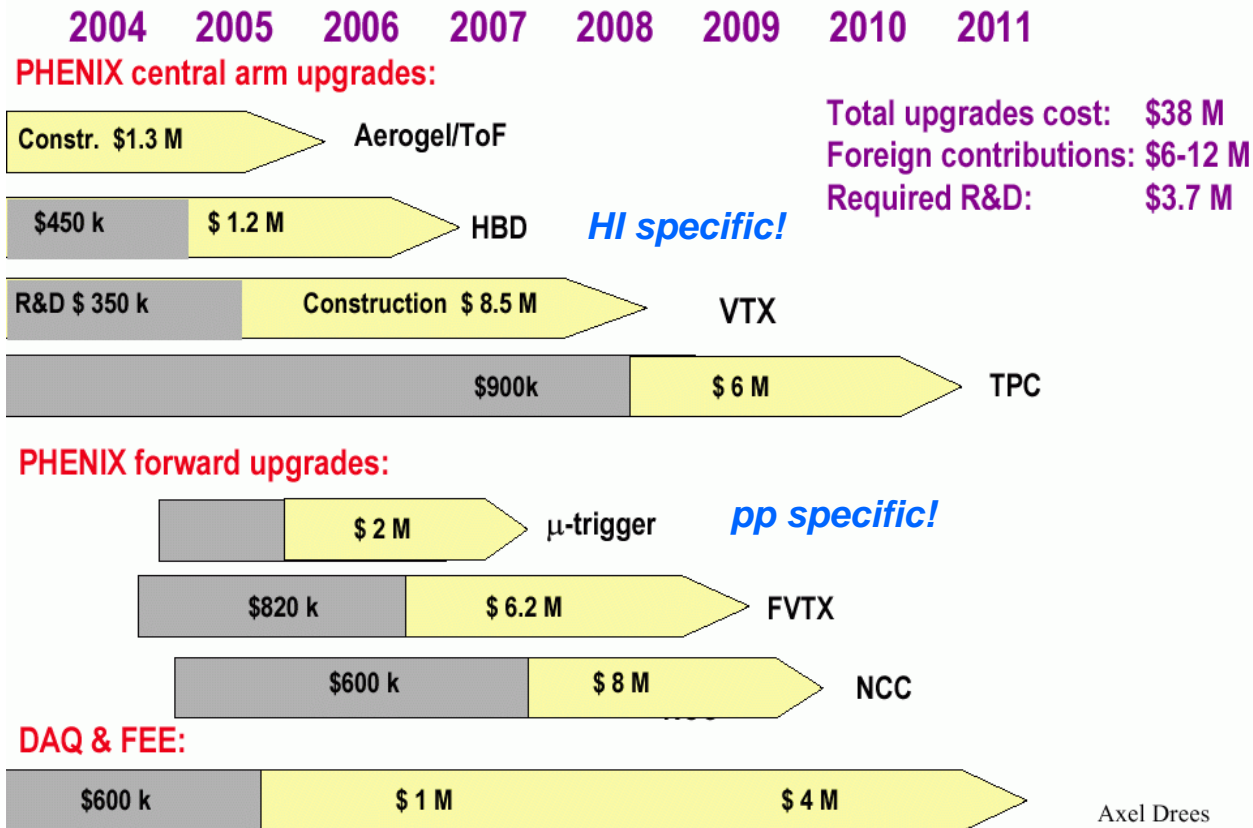 2004 2005 2006 2007 2008 2009 2010 2011
PHENIX central arm upgrades:
Total upgrades cost: $38 M
Foreign contributions: $6-12 M
Required R&D: $3.7 M
Constr. $1.3 M Aerogel/ToF
$450 k $ 1.2 M HBD HI specific!
R&D $ 350 k Construction $ 8.5 M VTX
$900k $ 6 M TPC
PHENIX forward upgrades:
$ 2 M μ-trigger pp specific!
$820 k $ 6.2 M FVTX
$600 k $ 8 M NCC
DAQ & FEE:
$600 k $ 1 M $ 4 M
Axel Drees